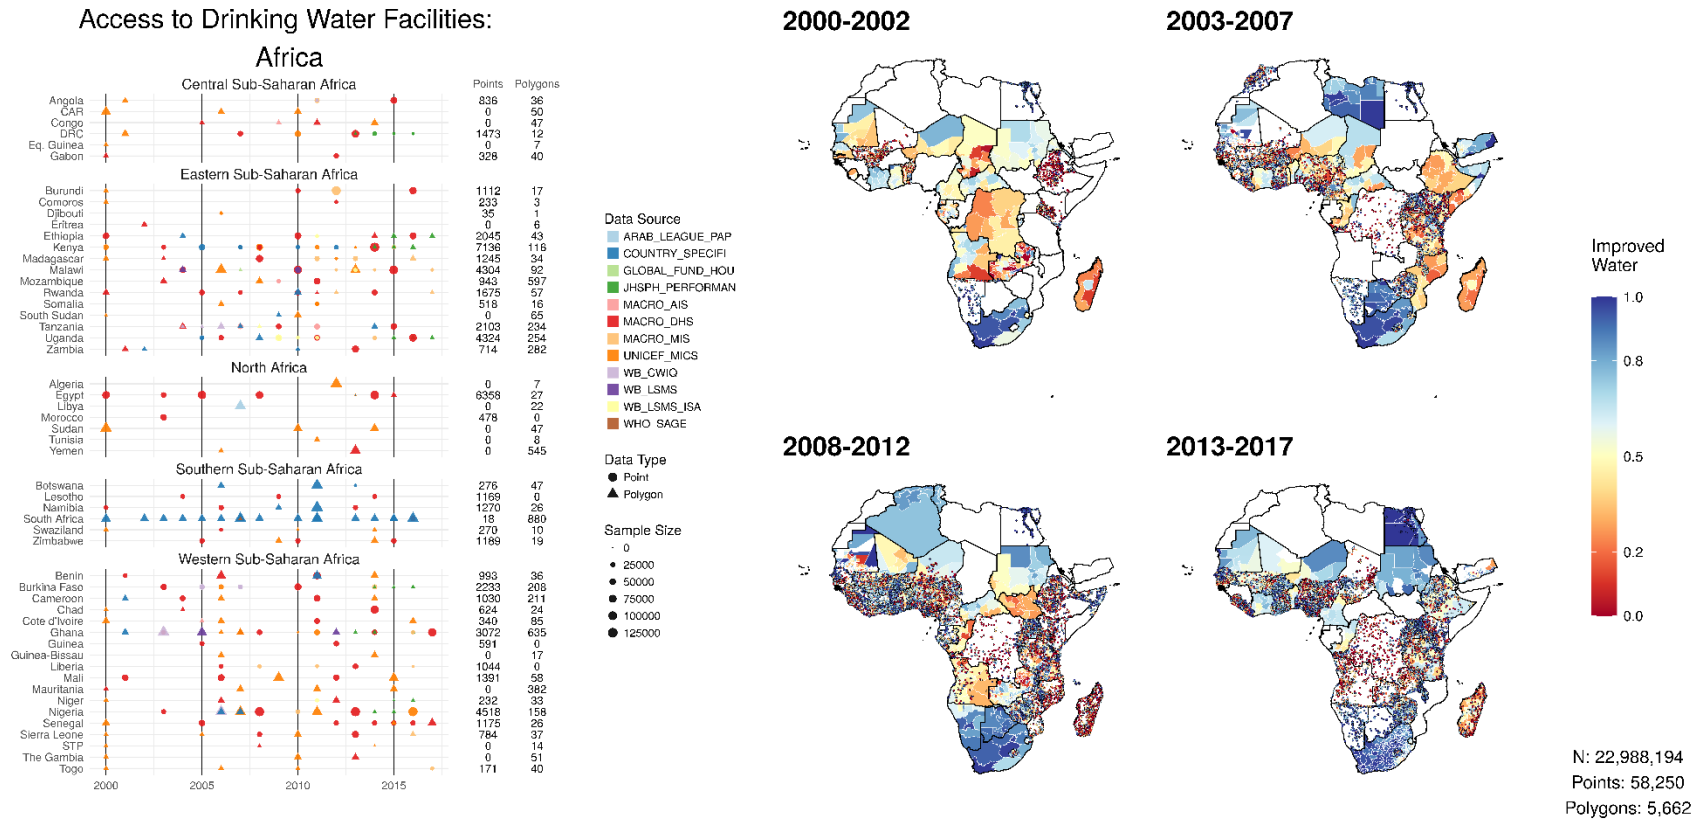 Access to Drinking Water Facilities:
Africa
Points Polygons
Central Sub-Saharan Africa
Angola 836 36
CAR 0 50
Congo 0 47
DRC 1473 12
Eq. Guinea 0 7
Gabon 328 40
Eastern Sub-Saharan Africa
Burundi 1112 17
Comoros 233 3
Djibouti 35 1
Eritrea 0 6
Ethiopia 2045 43
Kenya 7136 116
Madagascar 1245 34
Malawi 4304 92
Mozambique 943 597
Rwanda 1675 57
Somalia 518 16
South Sudan 0 65
Tanzania 2103 234
Uganda 4324 254
Zambia 714 282
North Africa
Algeria 0 7
Egypt 6358 27
Libya 0 22
Morocco 478 0
Sudan 0 47
Tunisia 0 8
Yemen 0 545
Southern Sub-Saharan Africa
Botswana 276 47
Lesotho 1169 0
Namibia 1270 26
South Africa 18 880
Swaziland 270 10
Zimbabwe 1189 19
Western Sub-Saharan Africa
Benin 993 36
Burkina Faso 2233 208
Cameroon 1030 211
Chad 624 24
Cote d'Ivoire 340 85
Ghana 3072 635
Guinea 591 0
Guinea-Bissau 0 17
Liberia 1044 0
Mali 1391 58
Mauritania 0 382
Niger 232 33
Nigeria 4518 158
Senegal 1175 26
Sierra Leone 784 37
STP 0 14
The Gambia 0 51
Togo 171 40
2000 2005 2010 2015
Data Source
ARAB_LEAGUE_PAP
COUNTRY_SPECIFI
GLOBAL_FUND_HOU
JHSPH_PERFORMAN
MACRO_AIS
MACRO_DHS
MACRO_MIS
UNICEF_MICS
WB_CWIQ
WB_LSMS
WB_LSMS_ISA
WHO_SAGE
Data Type
Point
Polygon
Sample Size
0
25000
50000
75000
100000
125000
2000-2002
2003-2007
2008-2012
2013-2017
Improved
Water
1.0
0.8
0.5
0.2
0.0
N: 22,988,194
Points: 58,250
Polygons: 5,662